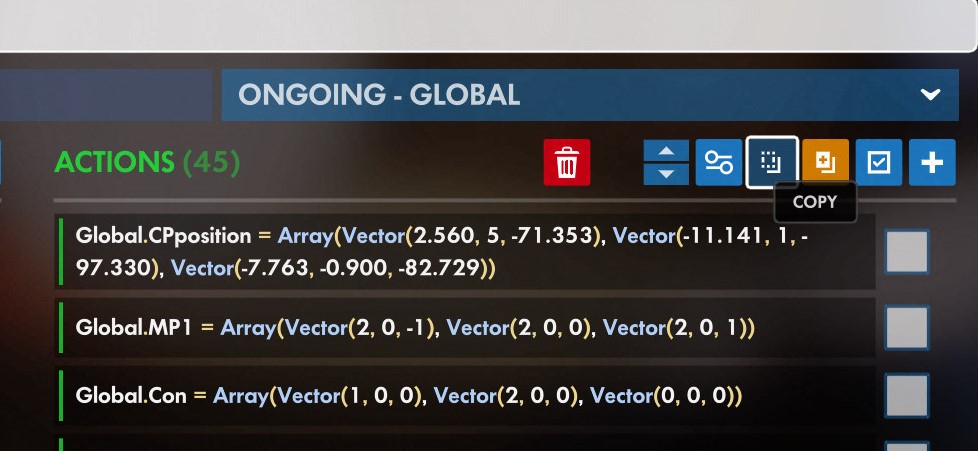 ONGOING - GLOBAL
ACTIONS (45)
COPY
Global.CPposition = Array(Vector(2.560, 5, -71.353), Vector(-11.141, 1, -
97.330), Vector(-7.763, -0.900, -82.729))
Global.MP1 = Array(Vector(2, 0, -1), Vector(2, 0, 0), Vector(2, 0, 1))
Global.Con = Array(Vector(1, 0, 0), Vector(2, 0, 0), Vector(0, 0, 0))